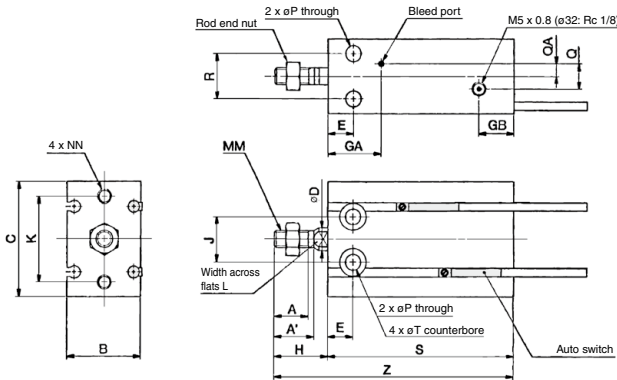 2 x øP through
Bleed port
Rod end nut
M5 x 0.8 (ø32: Rc 1/8)
QA
Q
R
E
GA
GB
4 x NN
MM
øD
C
K
J
Width across
flats L
A
A'
E
2 x øP through
4 x øT counterbore
Auto switch
B
H
S
Z